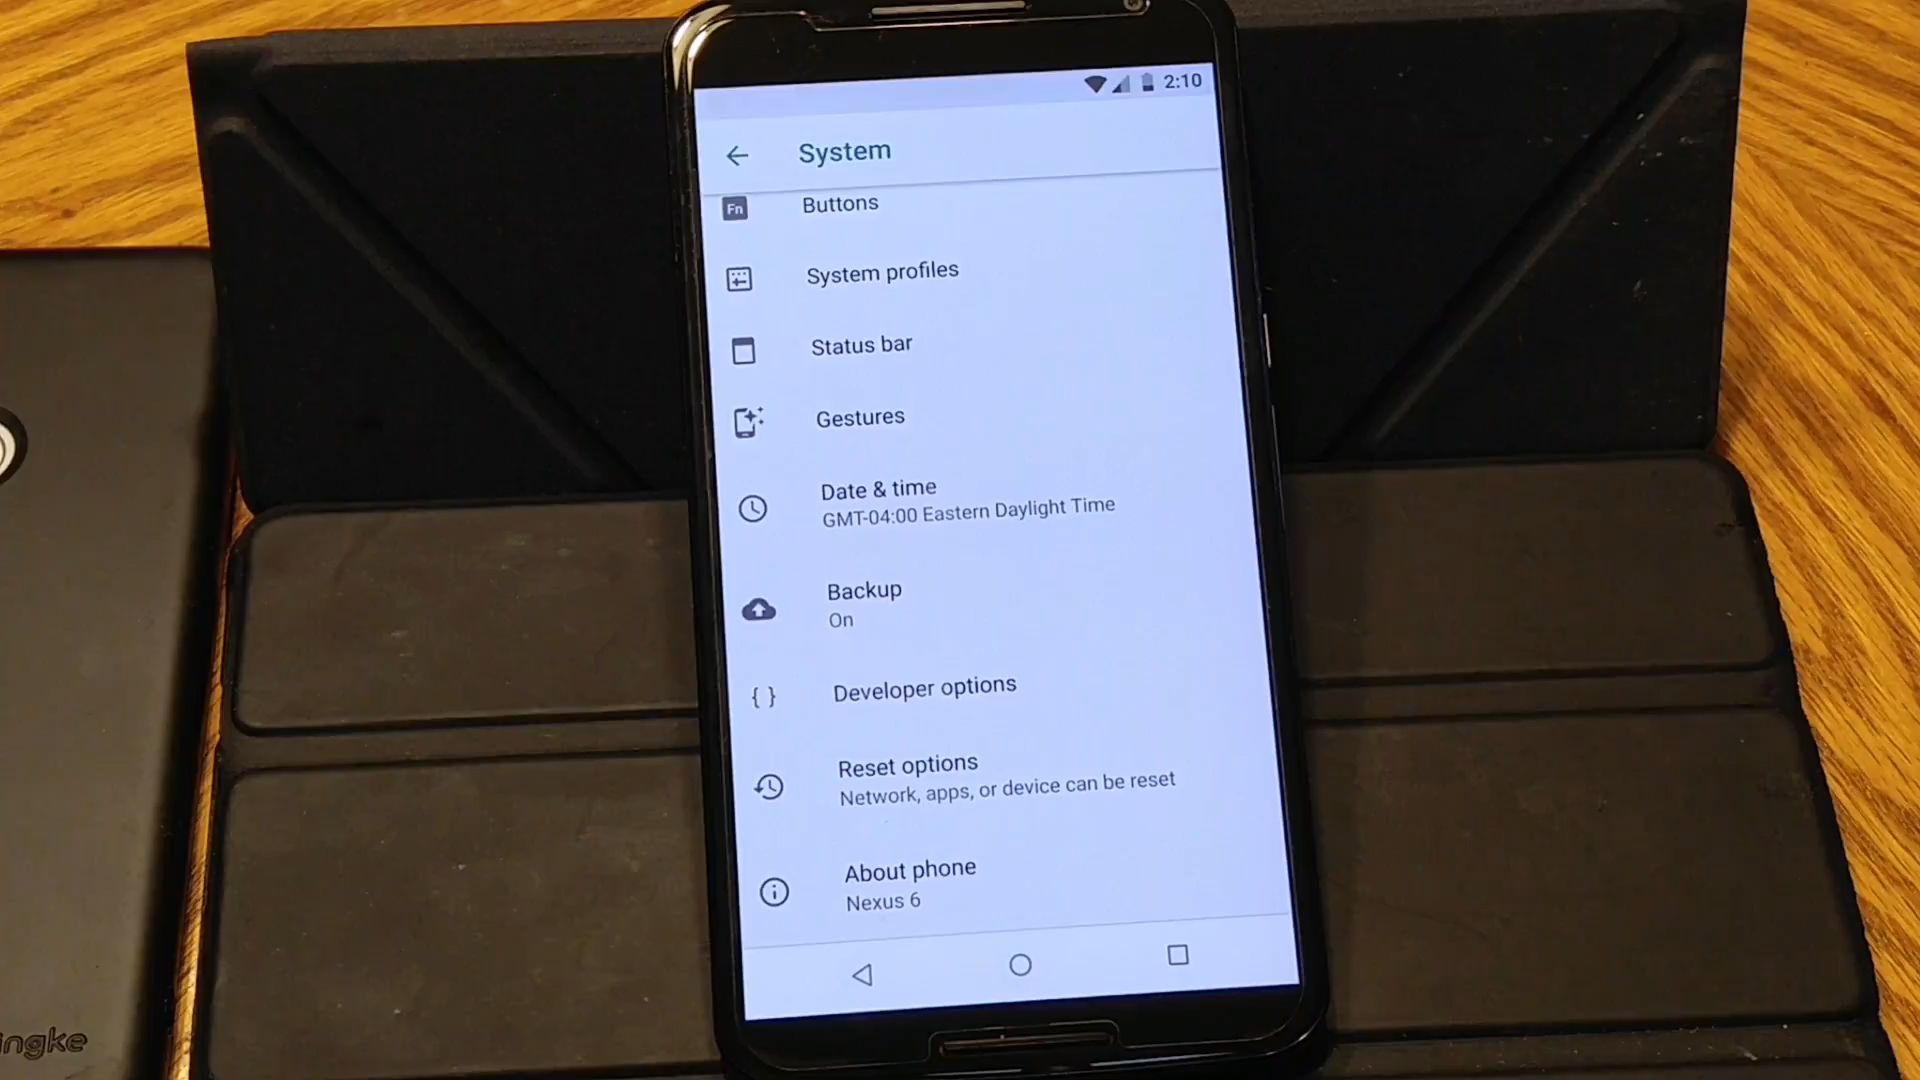 2:10
System
Fn
Buttons
System profiles
Status bar
Gestures
Date & time
GMT-04:00 Eastern Daylight Time
Backup
On
{ }
Developer options
Reset options
Network, apps, or device can be reset
About phone
Nexus 6
ingke